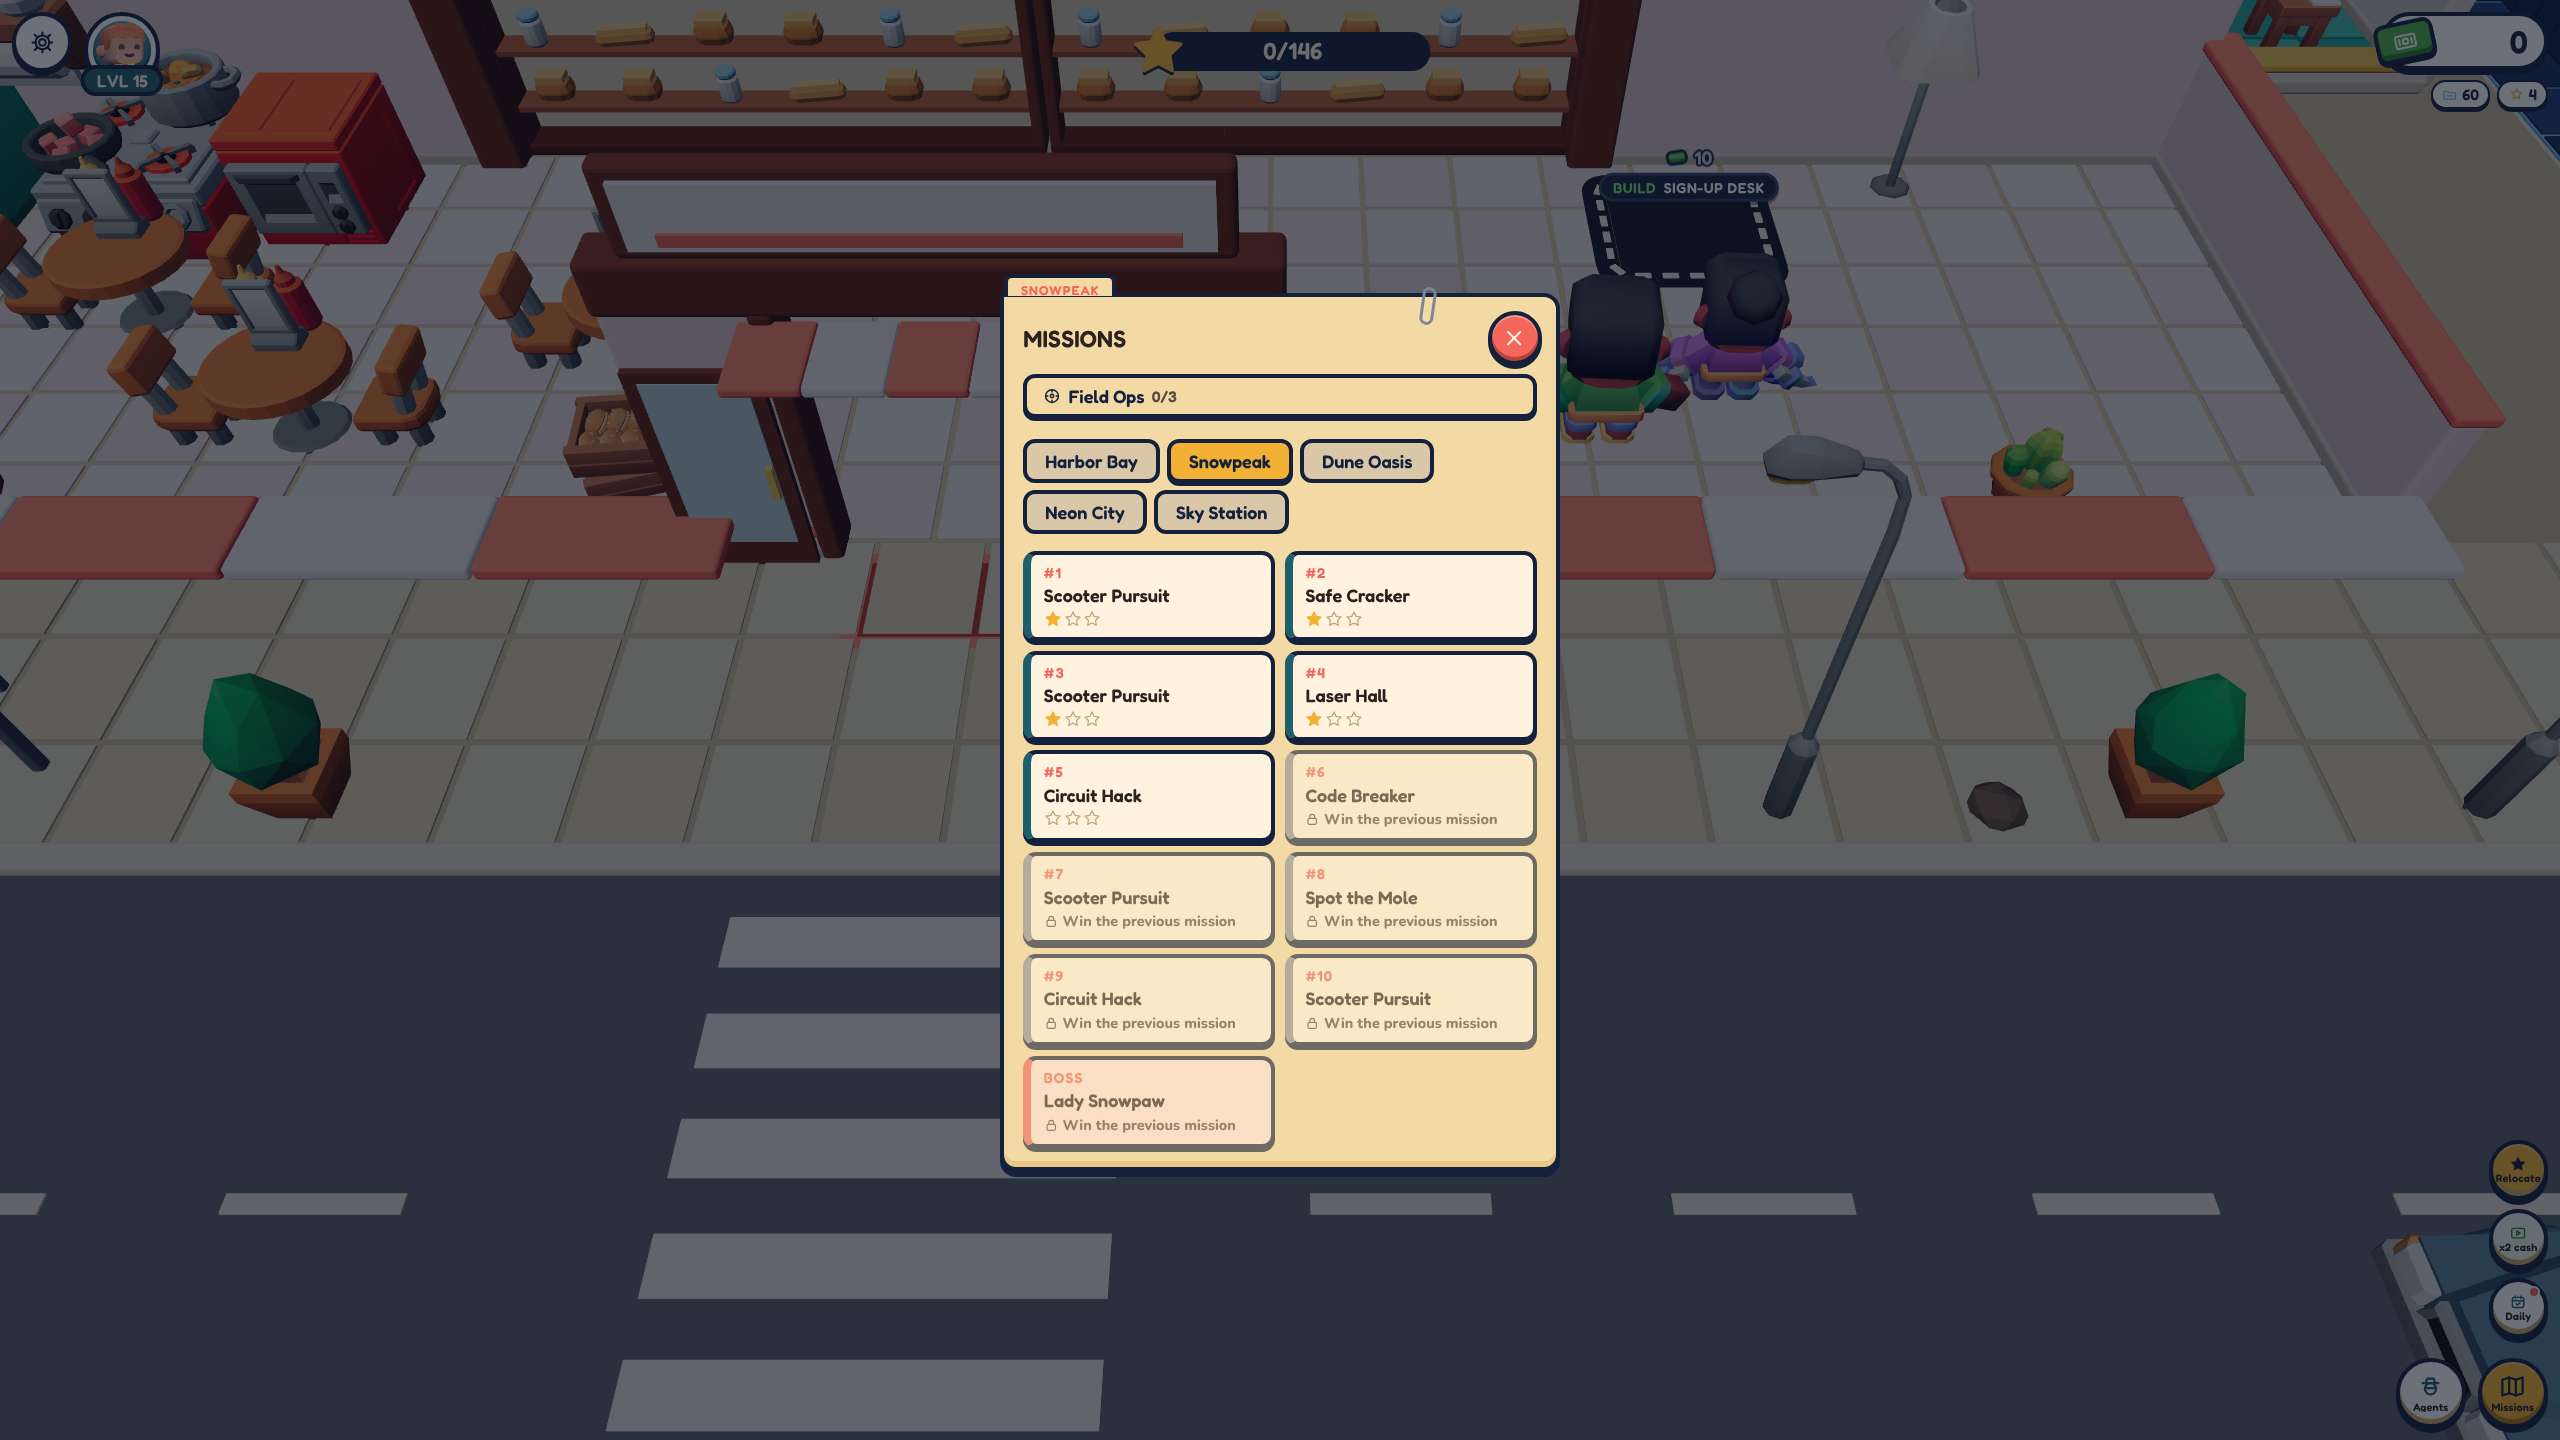 LVL 15
0/146
0
60
4
10
BUILD SIGN-UP DESK
SNOWPEAK
MISSIONS
Field Ops 0/3
Harbor Bay
Snowpeak
Dune Oasis
Neon City
Sky Station
#1
Scooter Pursuit
#2
Safe Cracker
#3
Scooter Pursuit
#4
Laser Hall
#5
Circuit Hack
#6
Code Breaker
Win the previous mission
#7
Scooter Pursuit
Win the previous mission
#8
Spot the Mole
Win the previous mission
#9
Circuit Hack
Win the previous mission
#10
Scooter Pursuit
Win the previous mission
BOSS
Lady Snowpaw
Win the previous mission
Relocate
x2 cash
Daily
Agents
Missions